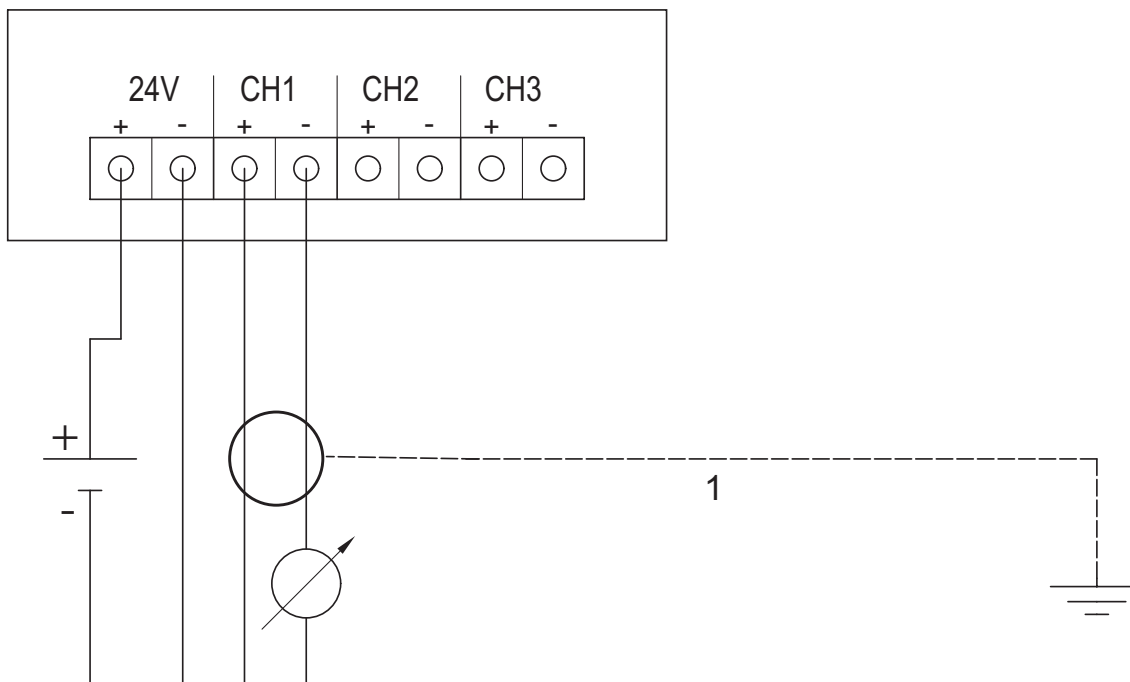 24V CH1 CH2 CH3
+ - + - + - + -
+
-
1